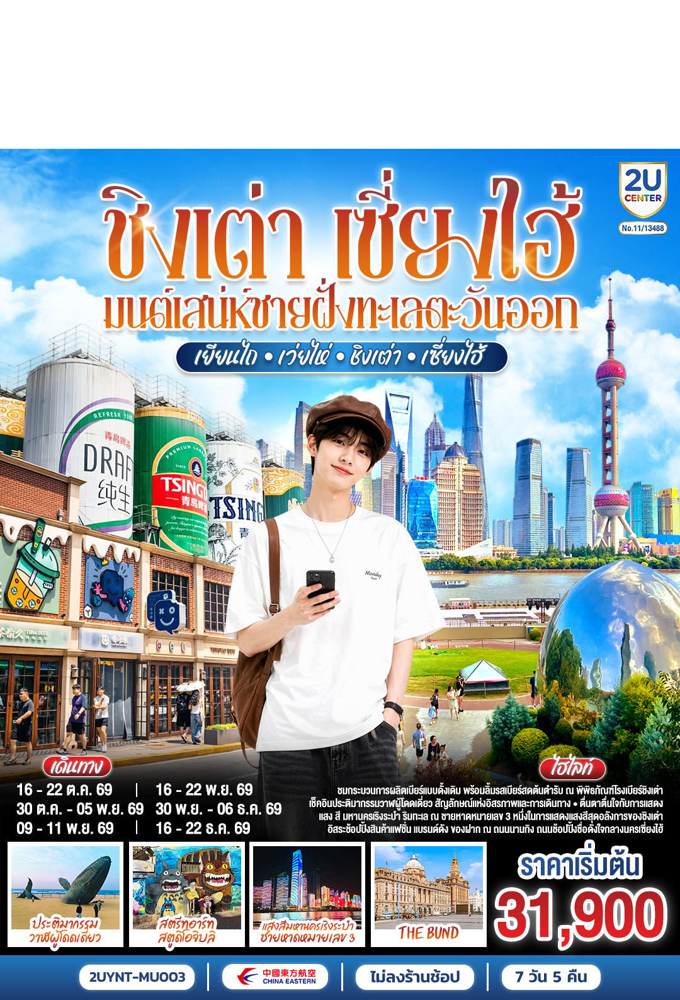 2U
CENTER
No.11/13488
ชิงเต่า เซี่ยงไฮ้
มนต์เสน่ห์ชายฝั่งทะเลตะวันออก
เยียนไถ • เว่ยไห่ • ชิงเต่า • เซี่ยงไฮ้
REFRESH YOUR
青島啤酒
DRAF
纯生
1903
PREMIUM LAGER
SINCE
TSINGT
青島啤
TSING
青
Monday
茶愉久
เดินทาง
16 - 22 ต.ค. 69 | 16 - 22 พ.ย. 69
30 ต.ค. - 05 พ.ย. 69 30 พ.ย. - 06 ธ.ค. 69
09 - 11 พ.ย. 69 | 16 - 22 ธ.ค. 69
ไฮไลท์
ชมกระบวนการผลิตเบียร์แบบดั้งเดิม พร้อมลิ้มรสเบียร์สดต้นตำรับ ณ พิพิธภัณฑ์โรงเบียร์ชิงเต่า
เช็คอินประติมากรรมวาฬผู้โดดเดี่ยว สัญลักษณ์แห่งอิสรภาพและการเดินทาง • ตื่นตาตื่นใจกับการแสดง
แสง สี มหานครเริงระบำ ริมทะเล ณ ชายหาดหมายเลข 3 หนึ่งในการแสดงแสงสีสุดอลังการของชิงเต่า
อิสระช้อปปิ้งสินค้าแฟชั่น แบรนด์ดัง ของฝาก ณ ถนนนานกิง ถนนช้อปปิ้งชื่อดังใจกลางนครเซี่ยงไฮ้
ประติมากรรม
วาฬผู้โดดเดี่ยว
สตรีทอาร์ท
สตูดิโอจิบลิ
แสงสีมหานครเริงระบำ
ชายหาดหมายเลข 3
THE BUND
ราคาเริ่มต้น
31,900
2UYNT-MU003
中國東方航空
CHINA EASTERN
ไม่ลงร้านช้อป
7 วัน 5 คืน